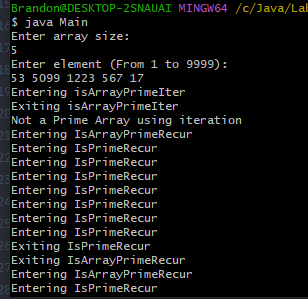 Brandon@DESKTOP-2SNAUAI MINGW64 /c/Java/Lab
$ java Main
Enter array size:
5
Enter element (From 1 to 9999):
53 5099 1223 567 17
Entering isArrayPrimeIter
Exiting isArrayPrimeIter
Not a Prime Array using iteration
Entering IsArrayPrimeRecur
Entering IsPrimeRecur
Entering IsPrimeRecur
Entering IsPrimeRecur
Entering IsPrimeRecur
Entering IsPrimeRecur
Entering IsPrimeRecur
Exiting IsPrimeRecur
Exiting IsArrayPrimeRecur
Entering IsArrayPrimeRecur
Entering IsPrimeRecur